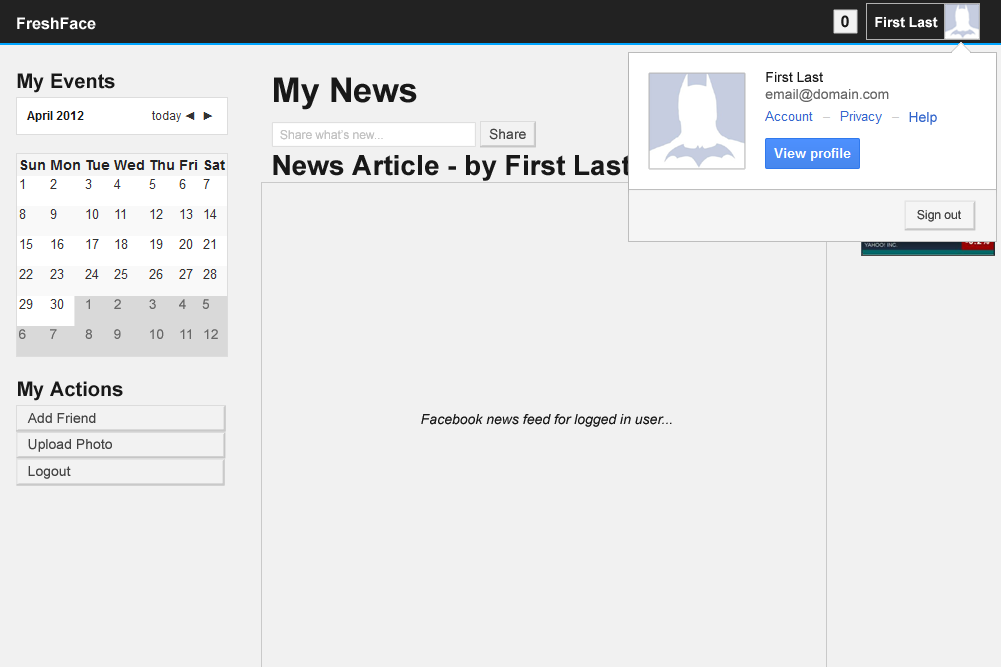 FreshFace
0 First Last
My Events
April 2012 today ◀ ▶
Sun Mon Tue Wed Thu Fri Sat
1 2 3 4 5 6 7
8 9 10 11 12 13 14
15 16 17 18 19 20 21
22 23 24 25 26 27 28
29 30 1 2 3 4 5
6 7 8 9 10 11 12
My Actions
Add Friend
Upload Photo
Logout
My News
Share what's new... Share
News Article - by First Last
Facebook news feed for logged in user...
First Last
email@domain.com
Account – Privacy – Help
View profile
Sign out
YAHOO! INC.